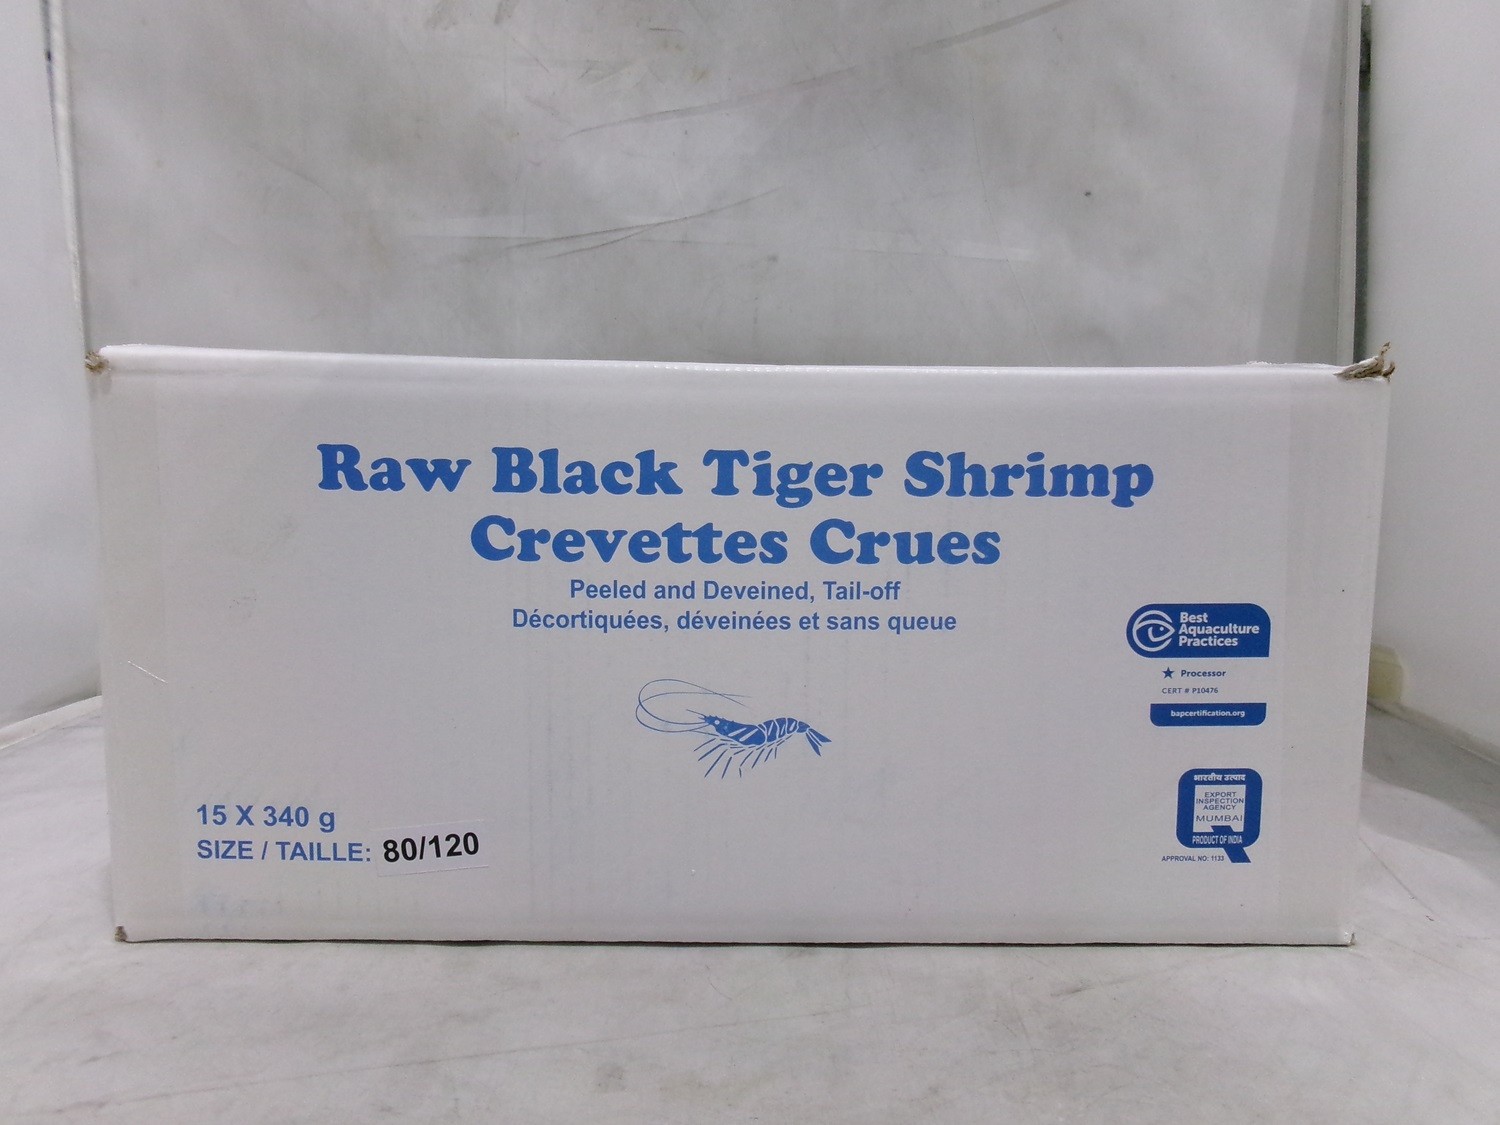 Raw Black Tiger Shrimp
Crevettes Crues
Peeled and Deveined, Tail-off
Décortiquées, déveinées et sans queue
Best
Aquaculture
Practices
★ Processor
CERT # P10476
bapcertification.org
15 X 340 g
SIZE / TAILLE: 80/120
भारतीय उत्पाद
EXPORT
INSPECTION
AGENCY
MUMBAI
PRODUCT OF INDIA
APPROVAL NO: 1133